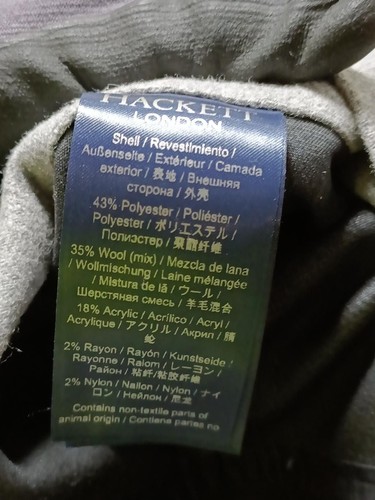 HACKETT
LONDON
Shell / Revestimiento /
Außenseite / Extérieur / Camada
exterior / 表地 / Внешняя
сторона / 外壳
43% Polyester / Poliéster /
Polyester / ポリエステル /
Полиэстер / 聚酯纤维
35% Wool (mix) / Mezcla de lana
/ Wollmischung / Laine mélangée
/ Mistura de lã / ウール /
Шерстяная смесь / 羊毛混合
18% Acrylic / Acrílico / Acryl /
Acrylique / アクリル / Акрил / 腈
纶
2% Rayon / Rayón / Kunstseide /
Rayonne / Raiom / レーヨン /
Район / 粘纤/粘胶纤维
2% Nylon / Nailon / Nylon / ナイ
ロン / Нейлон / 尼龙
Contains non-textile parts of
animal origin / Contiene partes no